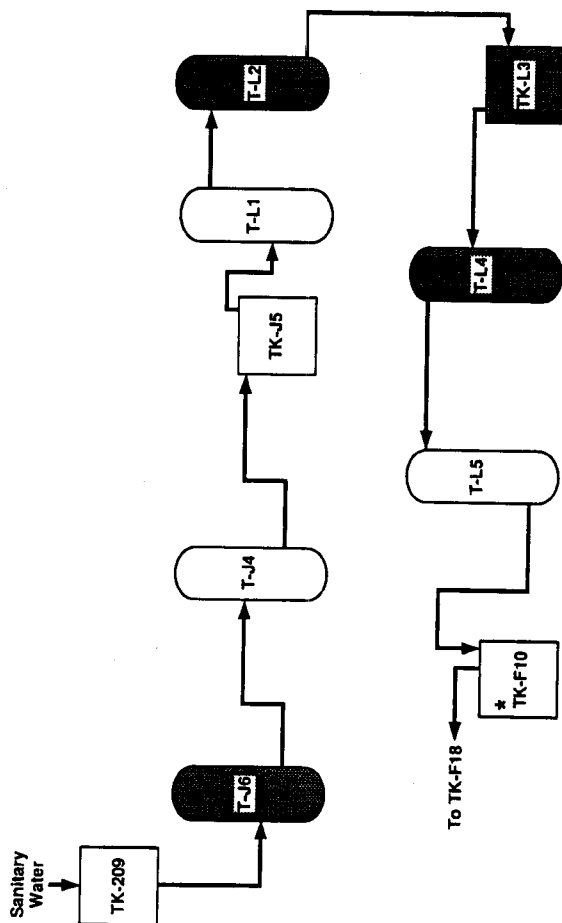 Sanitary
Water
TK-209
T-J6
T-J4
TK-J5
T-L1
T-L2
TK-L3
T-L4
T-L5
*
TK-F10
To TK-F18